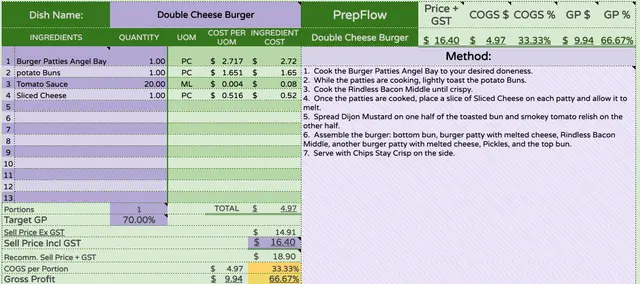 Dish Name: Double Cheese Burger PrepFlow Price + GST COGS $ COGS % GP $ GP %
INGREDIENTS QUANTITY UOM COST PER UOM INGREDIENT COST Double Cheese Burger $ 16.40 $ 4.97 33.33% $ 9.94 66.67%
Method:
1 Burger Patties Angel Bay 1.00 PC $ 2.717 $ 2.72
2 potato Buns 1.00 PC $ 1.651 $ 1.65
3 Tomato Sauce 20.00 ML $ 0.004 $ 0.08
4 Sliced Cheese 1.00 PC $ 0.516 $ 0.52
5
6
7
8
9
10
11
12
13
Portions 1 TOTAL $ 4.97
Target GP 70.00%
Sell Price Ex GST $ 14.91
Sell Price Incl GST $ 16.40
Recomm. Sell Price + GST $ 18.90
COGS per Portion $ 4.97 33.33%
Gross Profit $ 9.94 66.67%
1. Cook the Burger Patties Angel Bay to your desired doneness.
2. While the patties are cooking, lightly toast the potato Buns.
3. Cook the Rindless Bacon Middle until crispy.
4. Once the patties are cooked, place a slice of Sliced Cheese on each patty and allow it to
melt.
5. Spread Dijon Mustard on one half of the toasted bun and smokey tomato relish on the
other half.
6. Assemble the burger: bottom bun, burger patty with melted cheese, Rindless Bacon
Middle, another burger patty with melted cheese, Pickles, and the top bun.
7. Serve with Chips Stay Crisp on the side.